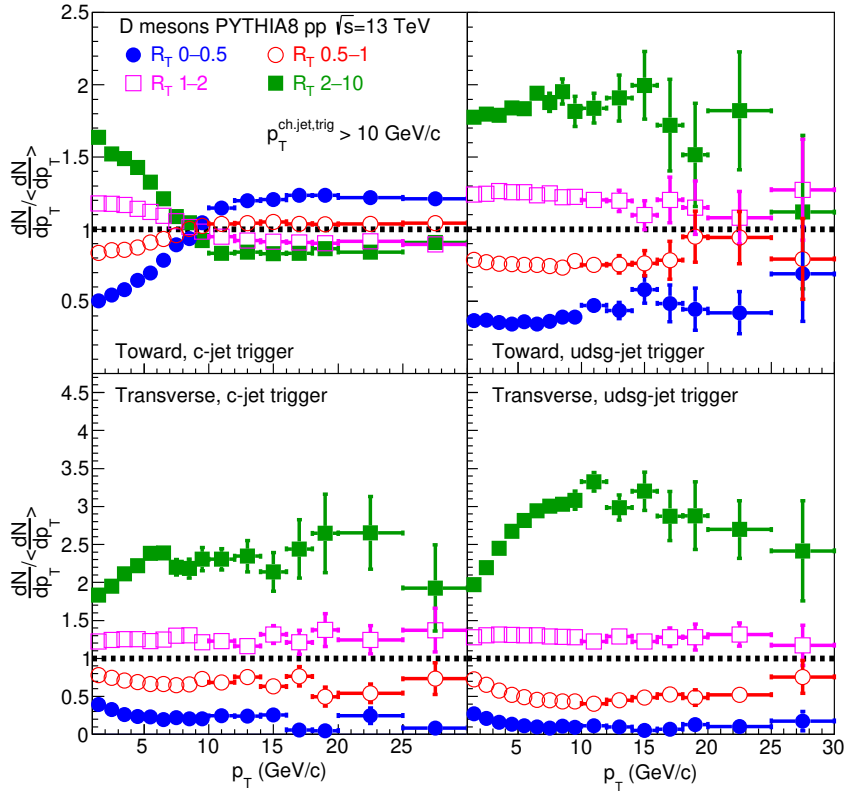 D mesons PYTHIA8 pp √s=13 TeV
R_T 0–0.5
R_T 0.5–1
R_T 1–2
R_T 2–10
p_T^ch.jet,trig > 10 GeV/c
dN/dp_T/<dN/dp_T>
2.5
2
1.5
1
0.5
0
Toward, c-jet trigger
Toward, udsg-jet trigger
Transverse, c-jet trigger
Transverse, udsg-jet trigger
dN/dp_T/<dN/dp_T>
4.5
4
3.5
3
2.5
2
1.5
1
0.5
0
5 10 15 20 25
5 10 15 20 25 30
p_T (GeV/c)
p_T (GeV/c)